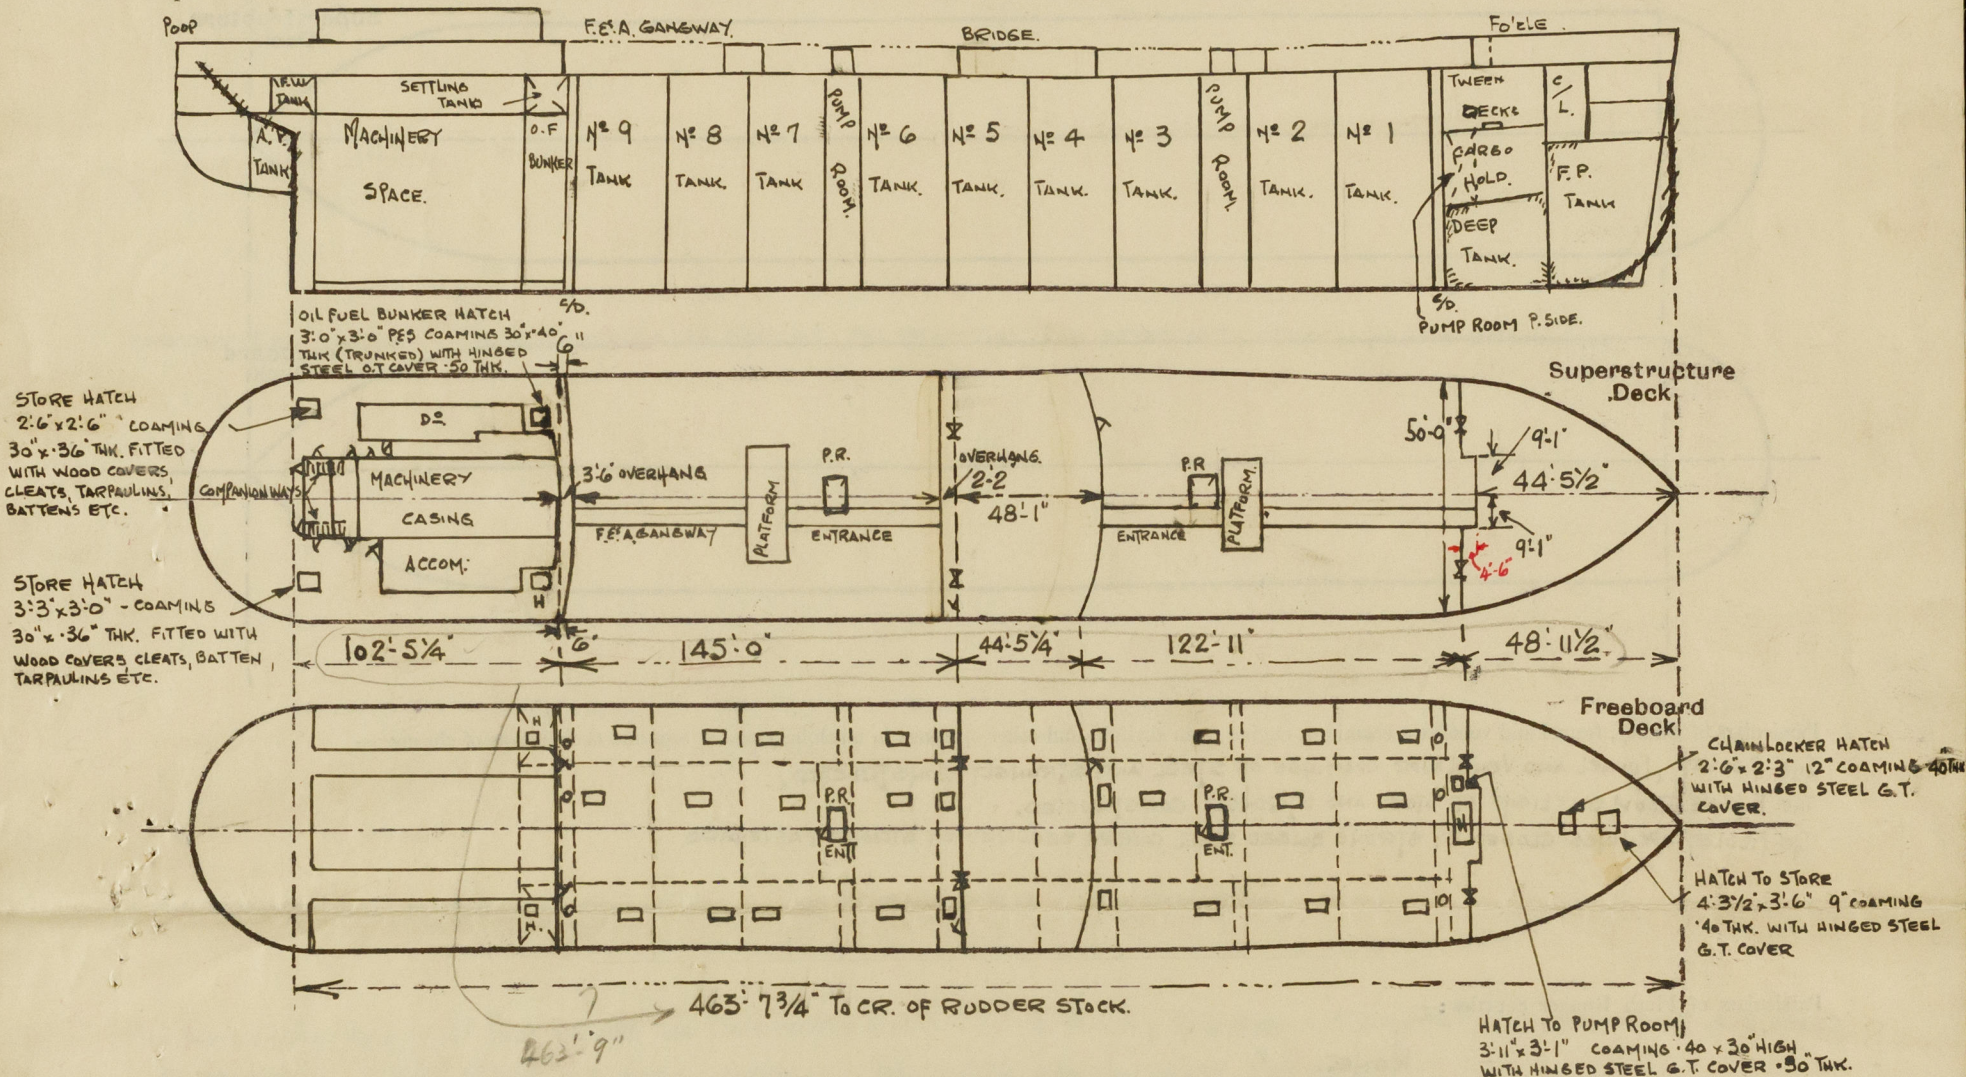 POOP
F.& A. GANGWAY.
BRIDGE.
FO'CLE.
F.W. TANK
SETTLING TANKS
A.P. TANK
MACHINERY SPACE.
O.F BUNKER
Nº 9 TANK
Nº 8 TANK.
Nº 7 TANK
PUMP ROOM.
Nº 6 TANK.
Nº 5 TANK.
Nº 4 TANK.
Nº 3 TANK.
PUMP ROOM.
Nº 2 TANK.
Nº 1 TANK.
TWEEN DECKS
CARGO HOLD.
DEEP TANK.
C/L.
F.P. TANK
C/D.
C/D.
PUMP ROOM P.SIDE.
OIL FUEL BUNKER HATCH
3'-0" x 3'-0" P&S COAMING 30" x .40"
THK (TRUNKED) WITH HINGED
STEEL O.T COVER .50 THK.
6"
Superstructure
Deck
STORE HATCH
2'-6" x 2'-6" COAMING
30" x .36" THK. FITTED
WITH WOOD COVERS,
CLEATS, TARPAULINS,
BATTENS ETC.
Dº
COMPANIONWAYS
MACHINERY
CASING
ACCOM:
H
3'-6" OVERHANG
F.& A. GANGWAY
PLATFORM
P.R.
ENTRANCE
OVERHANG.
2'-2
48'-1"
P.R
ENTRANCE
PLATFORM.
50'-0"
9'-1"
44'-5½"
9'-1"
4'-6"
STORE HATCH
3'-3" x 3'-0" - COAMING
30" x .36" THK. FITTED WITH
WOOD COVERS, CLEATS, BATTEN,
TARPAULINS ETC.
102'-5¼"
6"
145'-0"
44'-5¼"
122'-11"
48'-11½"
Freeboard
Deck
CHAINLOCKER HATCH
2'-6" x 2'-3" 12" COAMING .40 THK
WITH HINGED STEEL G.T.
COVER.
H
P.R.
ENT.
P.R.
ENT.
H
H
HATCH TO STORE
4'-3½" x 3'-6" 9" COAMING
.40 THK. WITH HINGED STEEL
G.T. COVER
463'-7¾" TO CR. OF RUDDER STOCK.
?
463'-9"
HATCH TO PUMP ROOM
3'-11" x 3'-1" COAMING .40 x 30" HIGH
WITH HINGED STEEL G.T. COVER .50" THK.